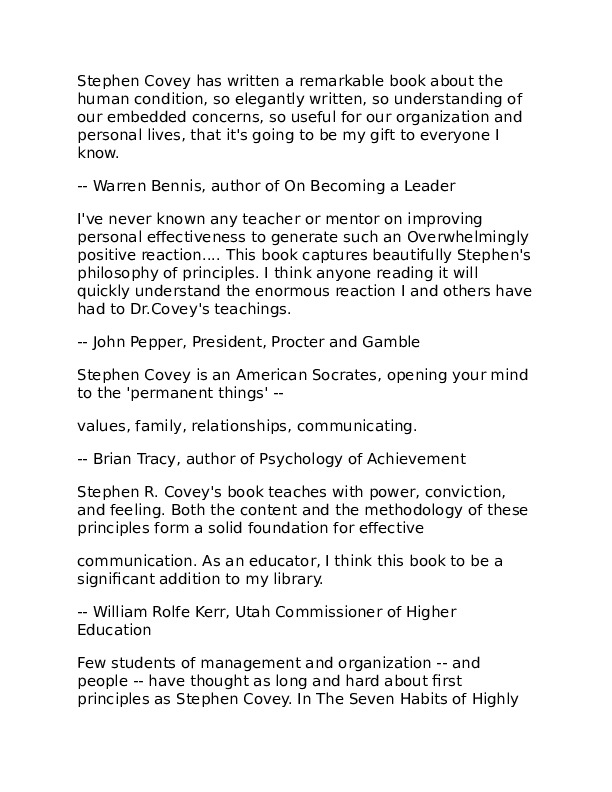 Stephen Covey has written a remarkable book about the
human condition, so elegantly written, so understanding of
our embedded concerns, so useful for our organization and
personal lives, that it's going to be my gift to everyone I
know.
-- Warren Bennis, author of On Becoming a Leader
I've never known any teacher or mentor on improving
personal effectiveness to generate such an Overwhelmingly
positive reaction.... This book captures beautifully Stephen's
philosophy of principles. I think anyone reading it will
quickly understand the enormous reaction I and others have
had to Dr.Covey's teachings.
-- John Pepper, President, Procter and Gamble
Stephen Covey is an American Socrates, opening your mind
to the 'permanent things' --
values, family, relationships, communicating.
-- Brian Tracy, author of Psychology of Achievement
Stephen R. Covey's book teaches with power, conviction,
and feeling. Both the content and the methodology of these
principles form a solid foundation for effective
communication. As an educator, I think this book to be a
significant addition to my library.
-- William Rolfe Kerr, Utah Commissioner of Higher
Education
Few students of management and organization -- and
people -- have thought as long and hard about first
principles as Stephen Covey. In The Seven Habits of Highly